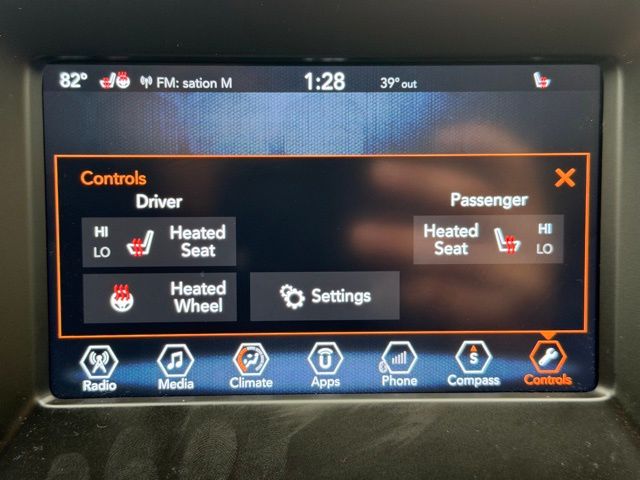 82° FM: sation M 1:28 39° out
Controls
Driver Passenger
HI LO Heated Seat
Heated Seat HI LO
Heated Wheel
Settings
Radio Media Climate Apps Phone Compass Controls
U
S